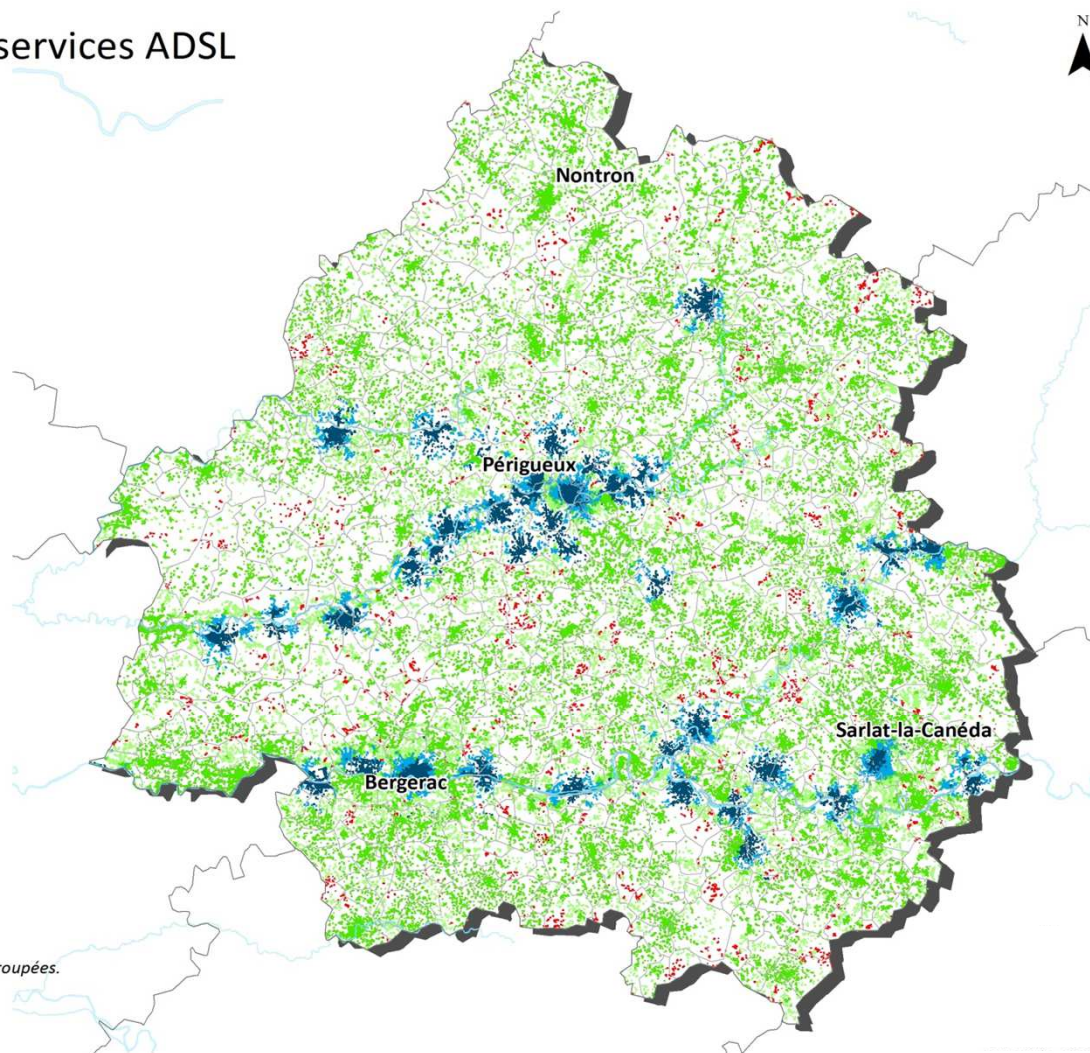 services ADSL
N
Nontron
Périgueux
Sarlat-la-Canéda
Bergerac
roupées.